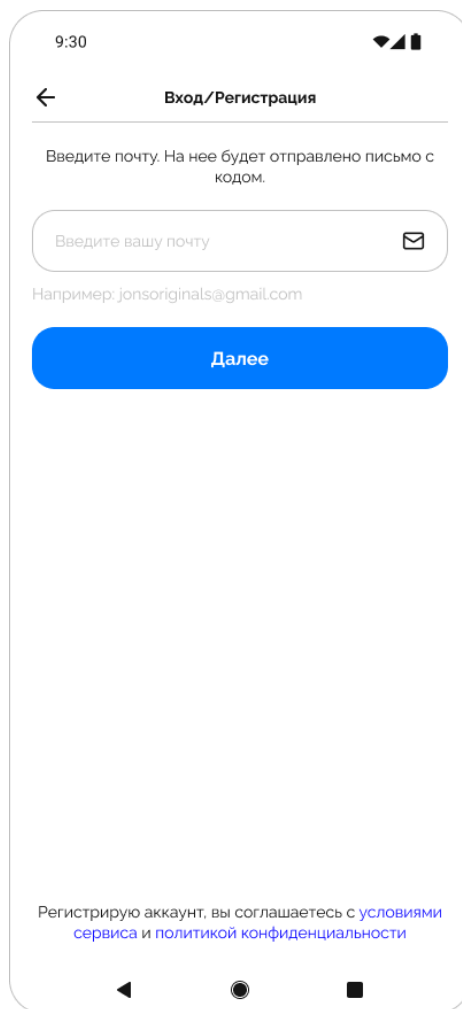 9:30
Вход/Регистрация
Введите почту. На нее будет отправлено письмо с
кодом.
Введите вашу почту
Например: jonsoriginals@gmail.com
Далее
Регистрирую аккаунт, вы соглашаетесь с условиями
сервиса и политикой конфиденциальности